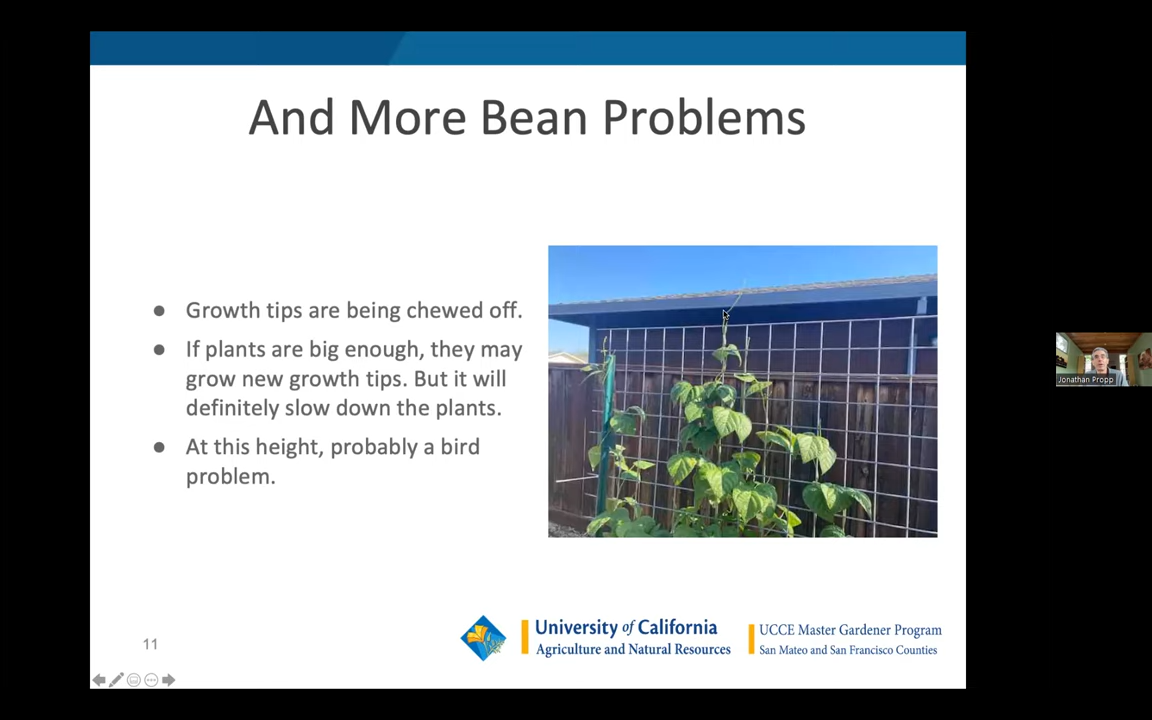 And More Bean Problems
● Growth tips are being chewed off.
● If plants are big enough, they may
grow new growth tips. But it will
definitely slow down the plants.
● At this height, probably a bird
problem.
Jonathan Propp
11
University of California
Agriculture and Natural Resources
UCCE Master Gardener Program
San Mateo and San Francisco Counties